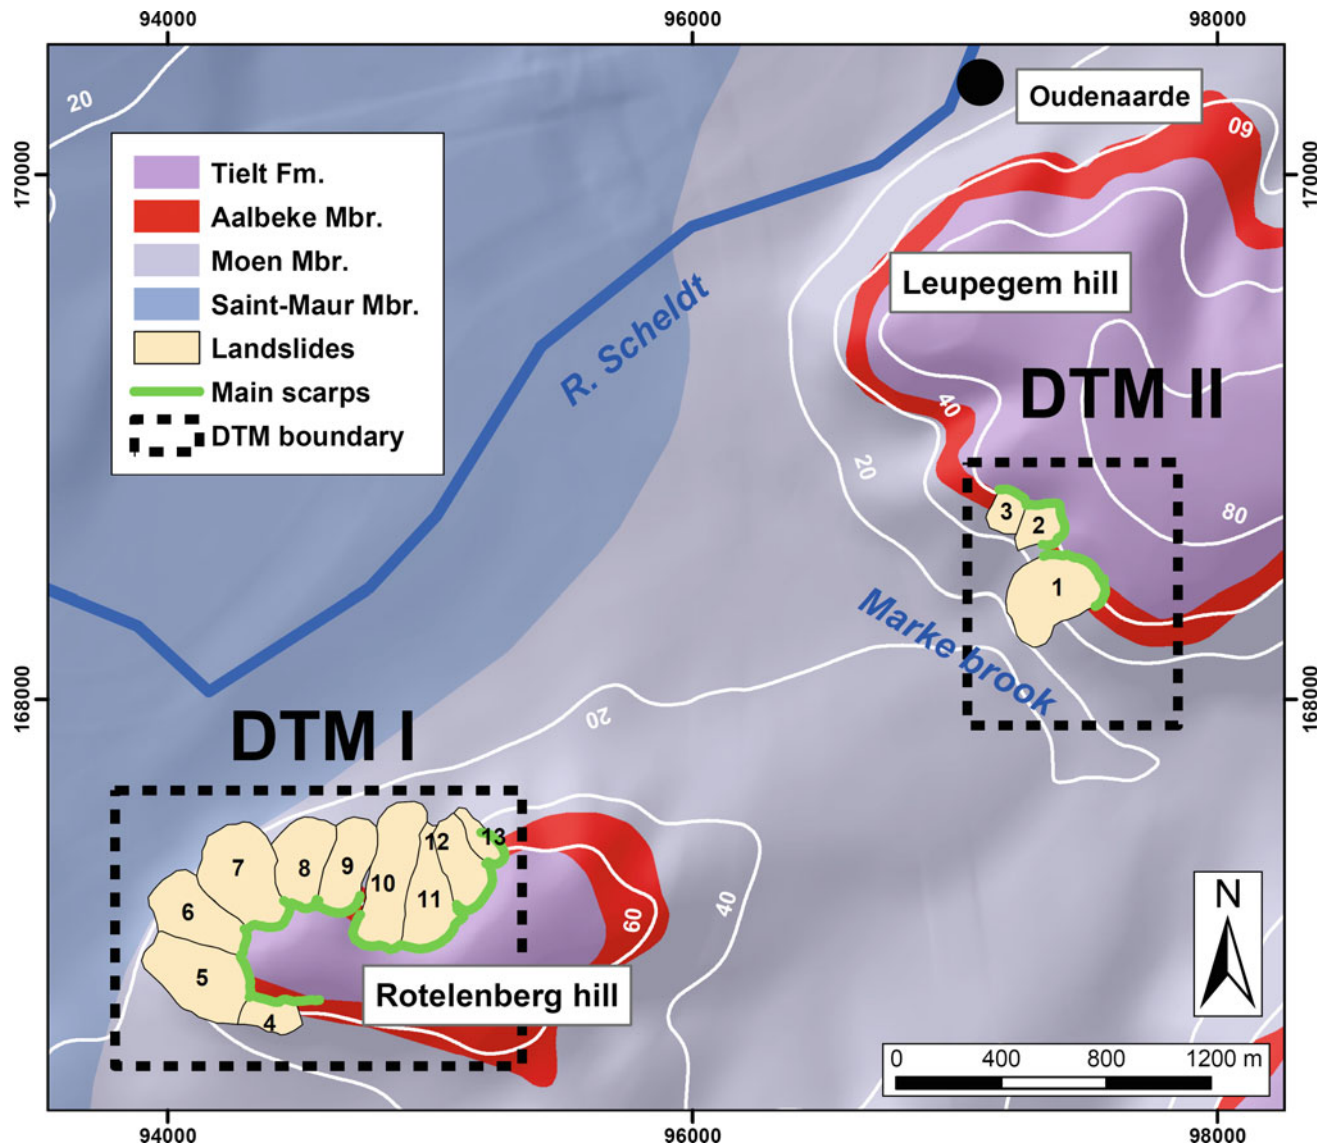 94000
96000
98000
20
Oudenaarde
60
170000
170000
Tielt Fm.
Aalbeke Mbr.
Moen Mbr.
Saint-Maur Mbr.
Landslides
Main scarps
DTM boundary
Leupegem hill
R. Scheldt
DTM II
40
20
80
3
2
1
Marke brook
168000
168000
20
DTM I
13
12
7
8
9
10
11
6
5
4
60
40
Rotelenberg hill
N
0 400 800 1200 m
94000
96000
98000